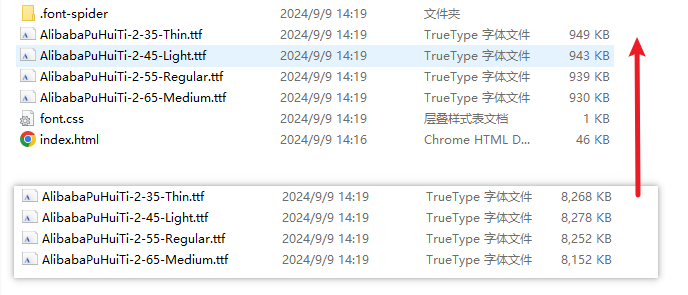 .font-spider 2024/9/9 14:19 文件夹
AlibabaPuHuiTi-2-35-Thin.ttf 2024/9/9 14:19 TrueType 字体文件 949 KB
AlibabaPuHuiTi-2-45-Light.ttf 2024/9/9 14:19 TrueType 字体文件 943 KB
AlibabaPuHuiTi-2-55-Regular.ttf 2024/9/9 14:19 TrueType 字体文件 939 KB
AlibabaPuHuiTi-2-65-Medium.ttf 2024/9/9 14:19 TrueType 字体文件 930 KB
font.css 2024/9/9 14:19 层叠样式表文档 1 KB
index.html 2024/9/9 14:16 Chrome HTML D... 46 KB
AlibabaPuHuiTi-2-35-Thin.ttf 2024/9/9 14:19 TrueType 字体文件 8,268 KB
AlibabaPuHuiTi-2-45-Light.ttf 2024/9/9 14:19 TrueType 字体文件 8,278 KB
AlibabaPuHuiTi-2-55-Regular.ttf 2024/9/9 14:19 TrueType 字体文件 8,252 KB
AlibabaPuHuiTi-2-65-Medium.ttf 2024/9/9 14:19 TrueType 字体文件 8,152 KB